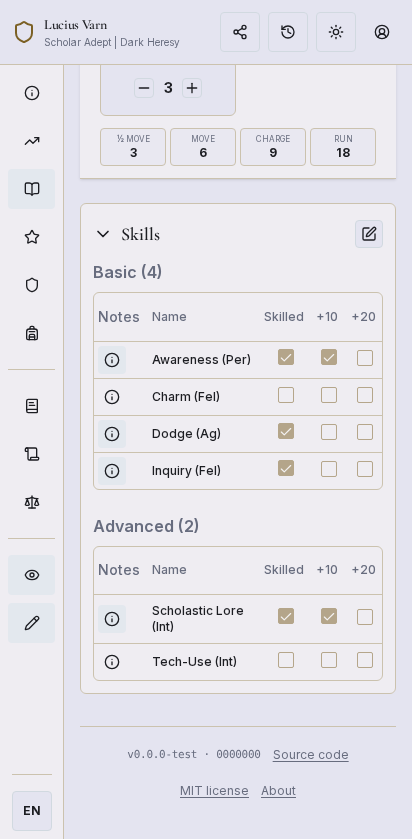 Lucius Varn
Scholar Adept | Dark Heresy
3
½ MOVE MOVE CHARGE RUN
3 6 9 18
Skills
Basic (4)
Notes Name Skilled +10 +20
Awareness (Per)
Charm (Fel)
Dodge (Ag)
Inquiry (Fel)
Advanced (2)
Notes Name Skilled +10 +20
Scholastic Lore
(Int)
Tech-Use (Int)
v0.0.0-test · 0000000 Source code
MIT license About
EN